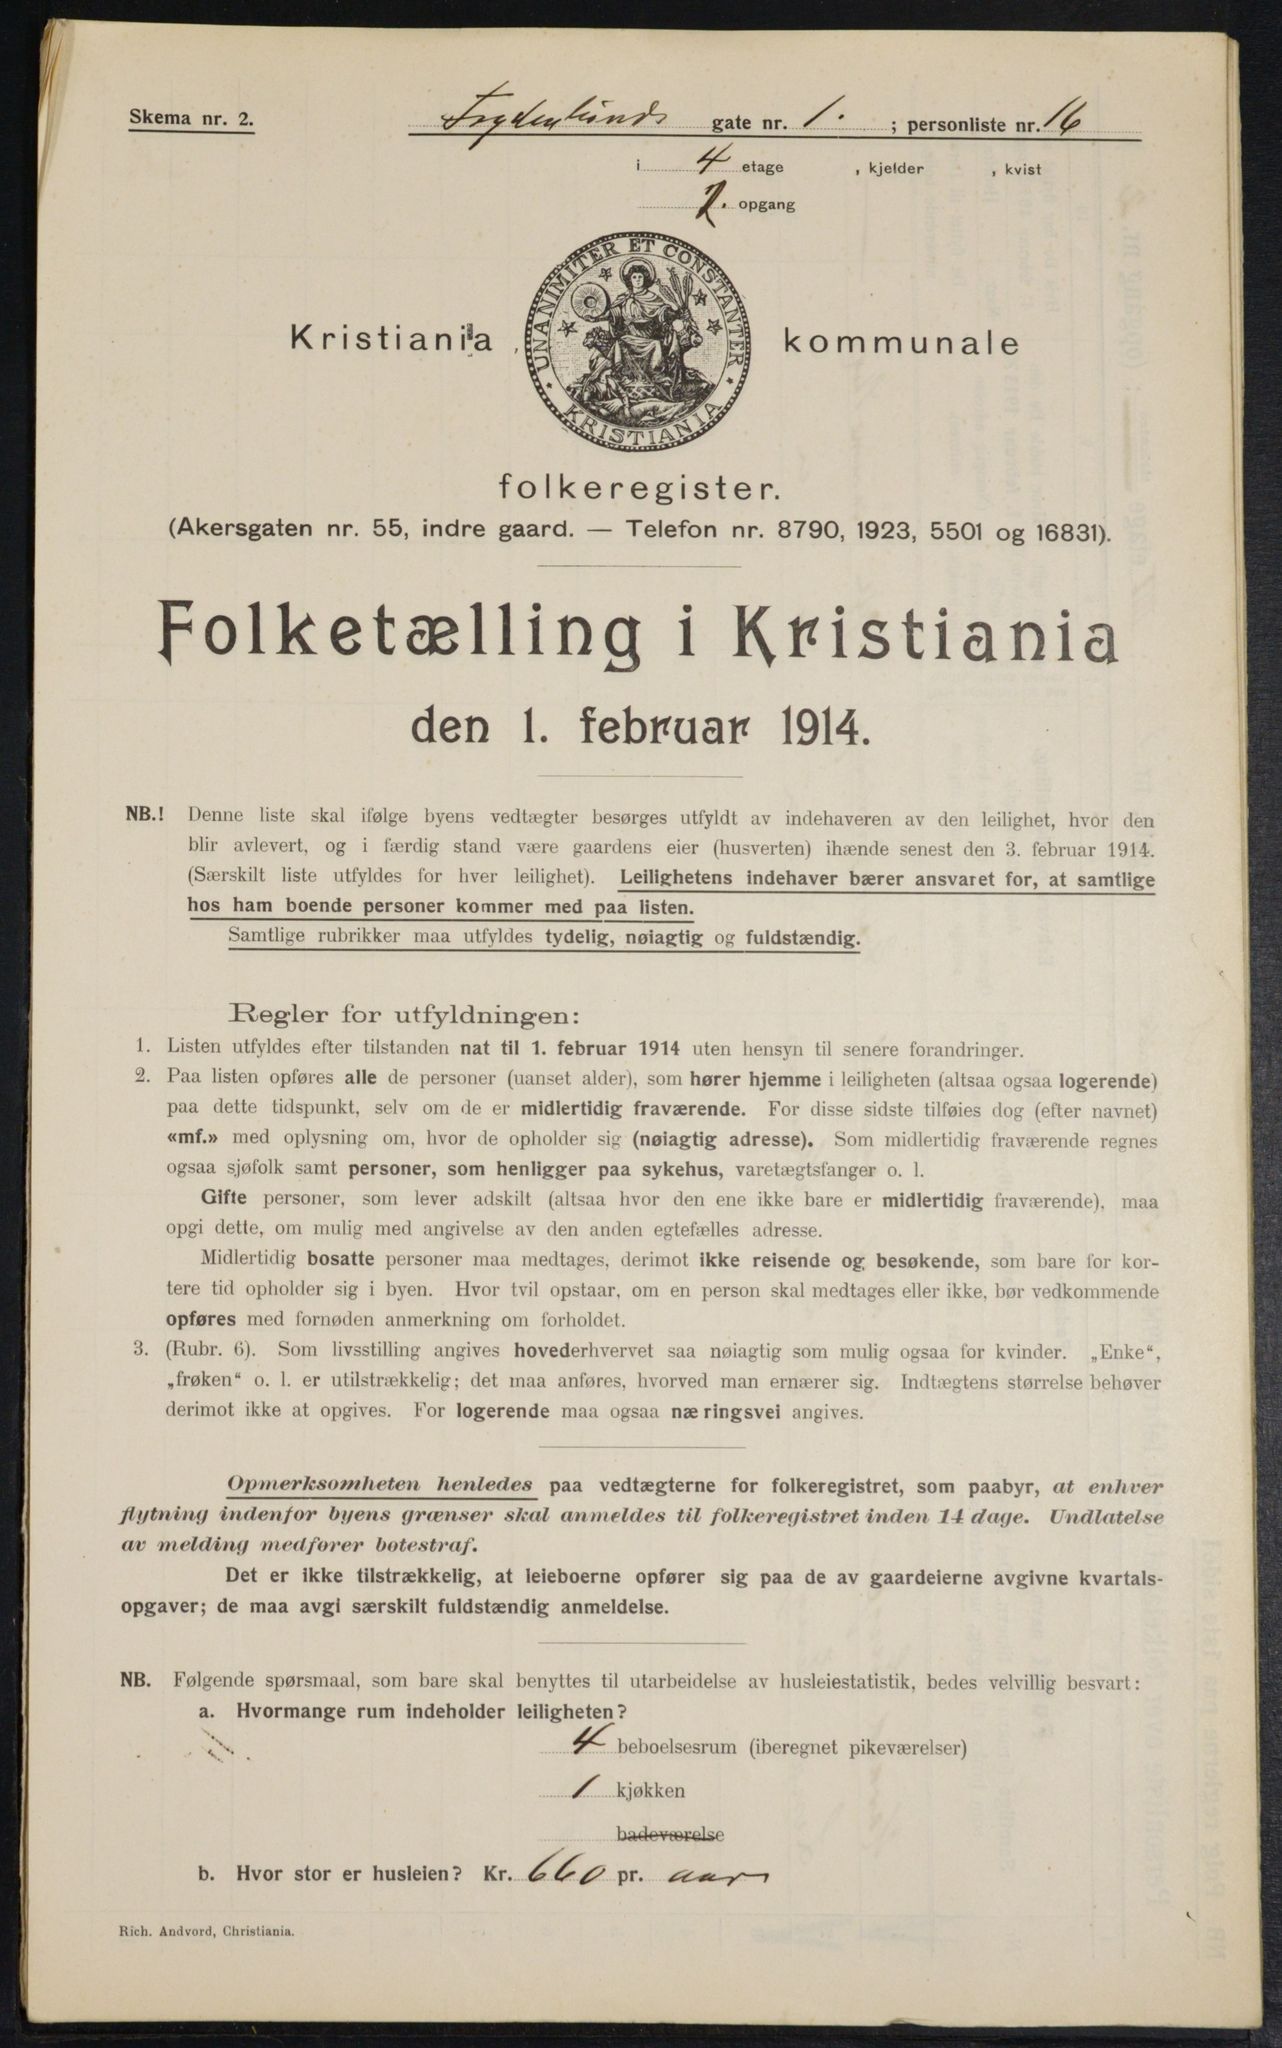 Skema nr. 2. Frydenlunds gate nr. 1. ; personliste nr. 16
i 4 etage , kjelder , kvist
2. opgang
UNANIMITER ET CONSTANTER
KRISTIANIA
Kristiania kommunale
folkeregister.
(Akersgaten nr. 55, indre gaard. — Telefon nr. 8790, 1923, 5501 og 16831).
Folketælling i Kristiania
den 1. februar 1914.
NB.! Denne liste skal ifølge byens vedtægter besørges utfyldt av indehaveren av den leilighet, hvor den
blir avlevert, og i færdig stand være gaardens eier (husverten) ihænde senest den 3. februar 1914.
(Særskilt liste utfyldes for hver leilighet). Leilighetens indehaver bærer ansvaret for, at samtlige
hos ham boende personer kommer med paa listen.
Samtlige rubrikker maa utfyldes tydelig, nøiagtig og fuldstændig.
Regler for utfyldningen:
1. Listen utfyldes efter tilstanden nat til 1. februar 1914 uten hensyn til senere forandringer.
2. Paa listen opføres alle de personer (uanset alder), som hører hjemme i leiligheten (altsaa ogsaa logerende)
paa dette tidspunkt, selv om de er midlertidig fraværende. For disse sidste tilføies dog (efter navnet)
«mf.» med oplysning om, hvor de opholder sig (nøiagtig adresse). Som midlertidig fraværende regnes
ogsaa sjøfolk samt personer, som henligger paa sykehus, varetægtsfanger o. l.
Gifte personer, som lever adskilt (altsaa hvor den ene ikke bare er midlertidig fraværende), maa
opgi dette, om mulig med angivelse av den anden egtefælles adresse.
Midlertidig bosatte personer maa medtages, derimot ikke reisende og besøkende, som bare for kor-
tere tid opholder sig i byen. Hvor tvil opstaar, om en person skal medtages eller ikke, bør vedkommende
opføres med fornøden anmerkning om forholdet.
3. (Rubr. 6). Som livsstilling angives hovederhvervet saa nøiagtig som mulig ogsaa for kvinder. „Enke“,
„frøken“ o. l. er utilstrækkelig; det maa anføres, hvorved man ernærer sig. Indtægtens størrelse behøver
derimot ikke at opgives. For logerende maa ogsaa næringsvei angives.
Opmerksomheten henledes paa vedtægterne for folkeregistret, som paabyr, at enhver
flytning indenfor byens grænser skal anmeldes til folkeregistret inden 14 dage. Undlatelse
av melding medfører bøtestraf.
Det er ikke tilstrækkelig, at leieboerne opfører sig paa de av gaardeierne avgivne kvartals-
opgaver; de maa avgi særskilt fuldstændig anmeldelse.
NB. Følgende spørsmaal, som bare skal benyttes til utarbeidelse av husleiestatistik, bedes velvillig besvart:
a. Hvormange rum indeholder leiligheten?
4 beboelsesrum (iberegnet pikeværelser)
1 kjøkken
badeværelse
b. Hvor stor er husleien? Kr. 660 pr. aar
Rich. Andvord, Christiania.